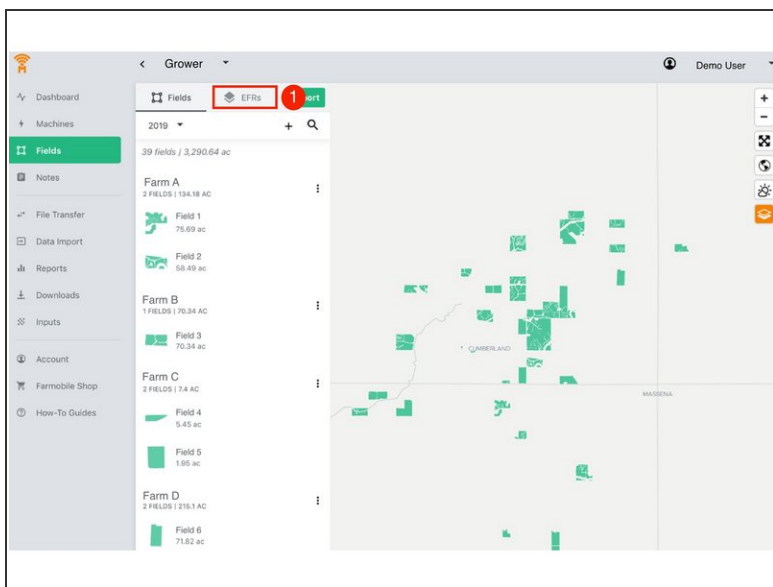 Grower
Demo User
Dashboard
Machines
Fields
Notes
File Transfer
Data Import
Reports
Downloads
Inputs
Account
Farmobile Shop
How-To Guides
Fields
EFRs
1
ort
2019
39 fields / 3,290.64 ac
Farm A
2 FIELDS | 134.18 AC
Field 1
75.69 ac
Field 2
58.49 ac
Farm B
1 FIELDS | 70.34 AC
Field 3
70.34 ac
Farm C
2 FIELDS | 7.4 AC
Field 4
5.45 ac
Field 5
1.95 ac
Farm D
2 FIELDS | 215.1 AC
Field 6
71.82 ac
CUMBERLAND
MASSENA